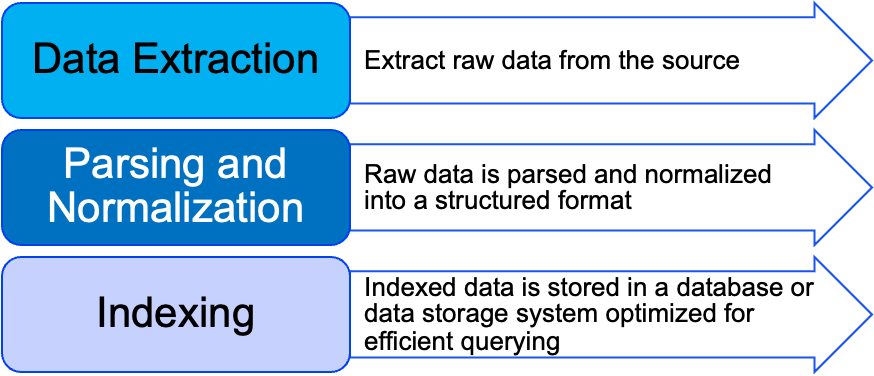 Data Extraction
Extract raw data from the source
Parsing and
Normalization
Raw data is parsed and normalized
into a structured format
Indexing
Indexed data is stored in a database or
data storage system optimized for
efficient querying